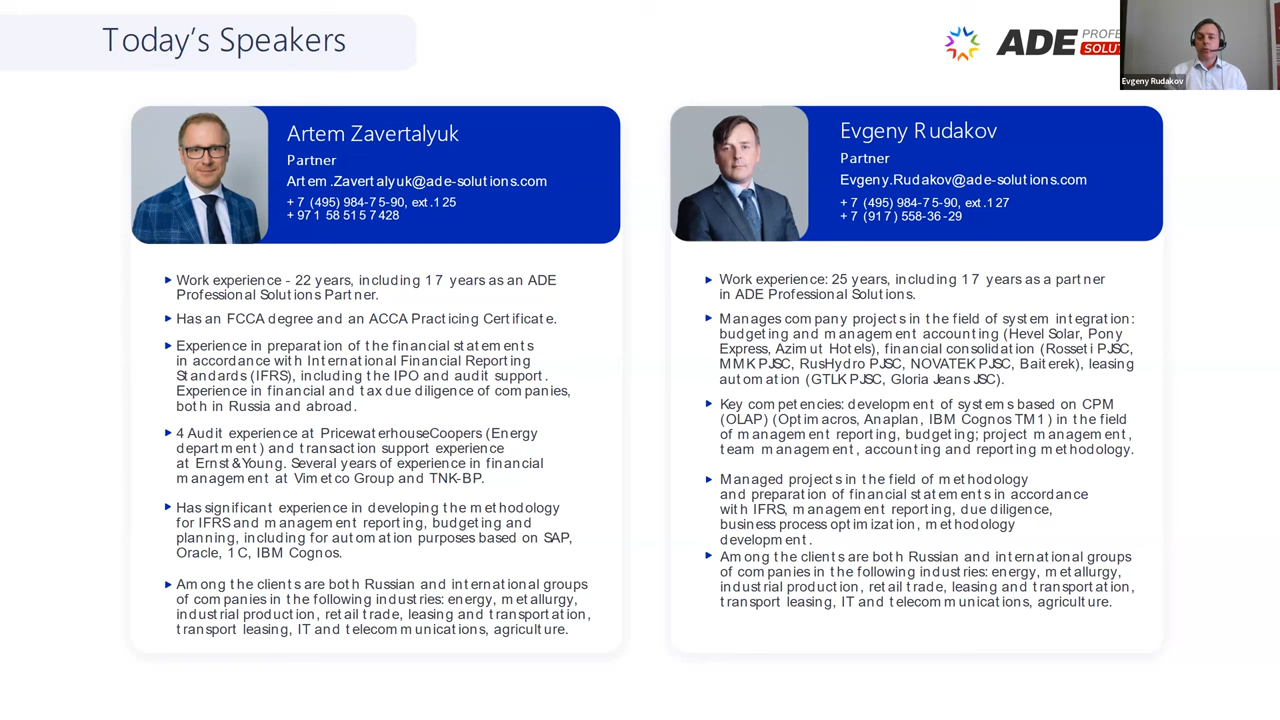 Today's Speakers
ADE
Evgeny Rudakov
Artem Zavertalyuk
Partner
Artem.Zavertalyuk@ade-solutions.com
+ 7 (495) 984-75-90, ext.125
+ 971 58 515 7428
Work experience - 22 years, including 17 years as an ADE
Professional Solutions Partner.
Has an FCCA degree and an ACCA Practicing Certificate.
Experience in preparation of the financial statements
in accordance with International Financial Reporting
Standards (IFRS), including the IPO and audit support.
Experience in financial and tax due diligence of companies,
both in Russia and abroad.
4 Audit experience at PricewaterhouseCoopers (Energy
department) and transaction support experience
at Ernst&Young. Several years of experience in financial
management at Vimetco Group and TNK-BP.
Has significant experience in developing the methodology
for IFRS and management reporting, budgeting and
planning, including for automation purposes based on SAP,
Oracle, 1C, IBM Cognos.
Among the clients are both Russian and international groups
of companies in the following industries: energy, metallurgy,
industrial production, retail trade, leasing and transportation,
transport leasing, IT and telecommunications, agriculture.
Evgeny Rudakov
Partner
Evgeny.Rudakov@ade-solutions.com
+ 7 (495) 984-75-90, ext.127
+ 7 (917) 558-36-29
Work experience: 25 years, including 17 years as a partner
in ADE Professional Solutions.
Manages company projects in the field of system integration:
budgeting and management accounting (Hevel Solar, Pony
Express, Azimut Hotels), financial consolidation (Rosseti PJSC,
MMK PJSC, RusHydro PJSC, NOVATEK PJSC, Baiterek), leasing
automation (GTLK PJSC, Gloria Jeans JSC).
Key competencies: development of systems based on CPM
(OLAP) (Optimacros, Anaplan, IBM Cognos TM1) in the field
of management reporting, budgeting; project management,
team management, accounting and reporting methodology.
Managed projects in the field of methodology
and preparation of financial statements in accordance
with IFRS, management reporting, due diligence,
business process optimization, methodology
development.
Among the clients are both Russian and international groups
of companies in the following industries: energy, metallurgy,
industrial production, retail trade, leasing and transportation,
transport leasing, IT and telecommunications, agriculture.